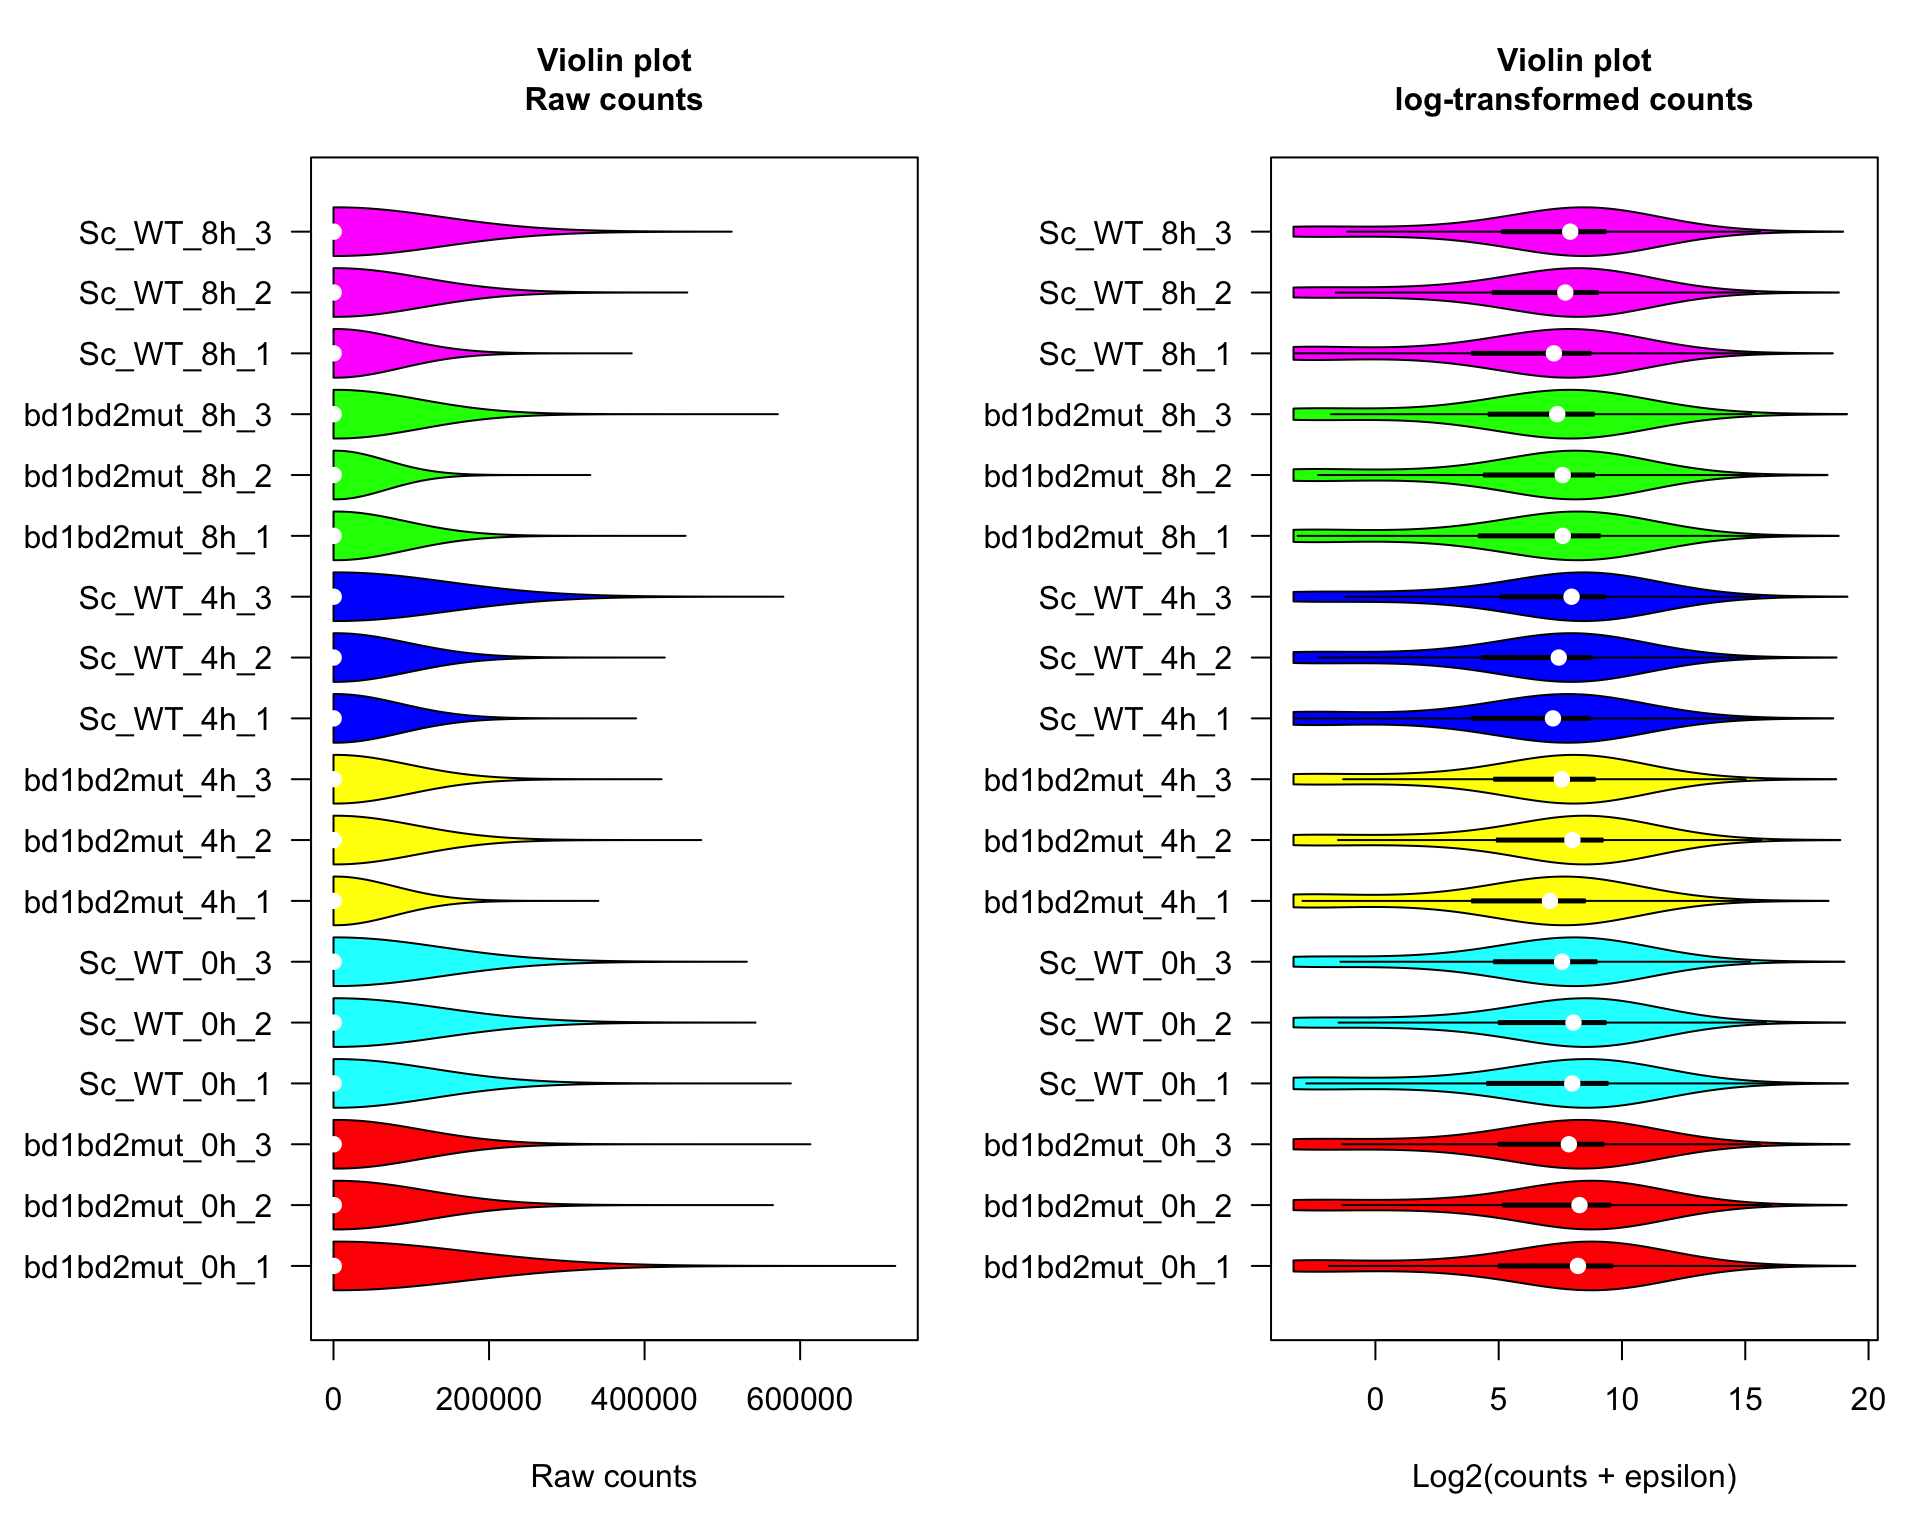 Violin plot
Raw counts
Sc_WT_8h_3
Sc_WT_8h_2
Sc_WT_8h_1
bd1bd2mut_8h_3
bd1bd2mut_8h_2
bd1bd2mut_8h_1
Sc_WT_4h_3
Sc_WT_4h_2
Sc_WT_4h_1
bd1bd2mut_4h_3
bd1bd2mut_4h_2
bd1bd2mut_4h_1
Sc_WT_0h_3
Sc_WT_0h_2
Sc_WT_0h_1
bd1bd2mut_0h_3
bd1bd2mut_0h_2
bd1bd2mut_0h_1
0 200000 400000 600000
Raw counts
Violin plot
log-transformed counts
Sc_WT_8h_3
Sc_WT_8h_2
Sc_WT_8h_1
bd1bd2mut_8h_3
bd1bd2mut_8h_2
bd1bd2mut_8h_1
Sc_WT_4h_3
Sc_WT_4h_2
Sc_WT_4h_1
bd1bd2mut_4h_3
bd1bd2mut_4h_2
bd1bd2mut_4h_1
Sc_WT_0h_3
Sc_WT_0h_2
Sc_WT_0h_1
bd1bd2mut_0h_3
bd1bd2mut_0h_2
bd1bd2mut_0h_1
0 5 10 15 20
Log2(counts + epsilon)